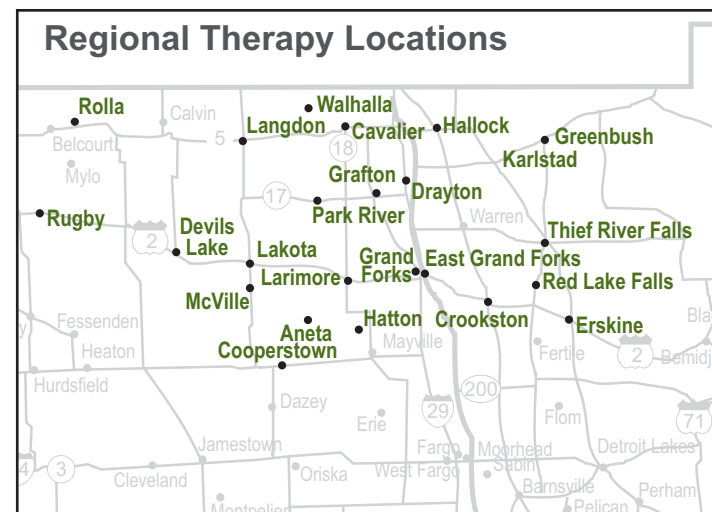 Regional Therapy Locations
Rolla
Calvin
Walhalla
Langdon
5
Cavalier
Hallock
Greenbush
Belcourt
18
Karlstad
Mylo
Grafton
17
Drayton
Park River
Rugby
Warren
Devils
Lake
2
Thief River Falls
Lakota
Grand
Forks
East Grand Forks
Larimore
Red Lake Falls
McVille
Crookston
Aneta
Hatton
Erskine
Fessenden
Cooperstown
Mayville
Fertile
2
Bemidj
Heaton
Hurdsfield
200
Dazey
29
Erie
Flom
71
Jamestown
Fargo
Moorhead
3
Cleveland
Oriska
West Fargo
Sabin
Detroit Lakes
Barnsville
Perham
Montpelier
Pelican